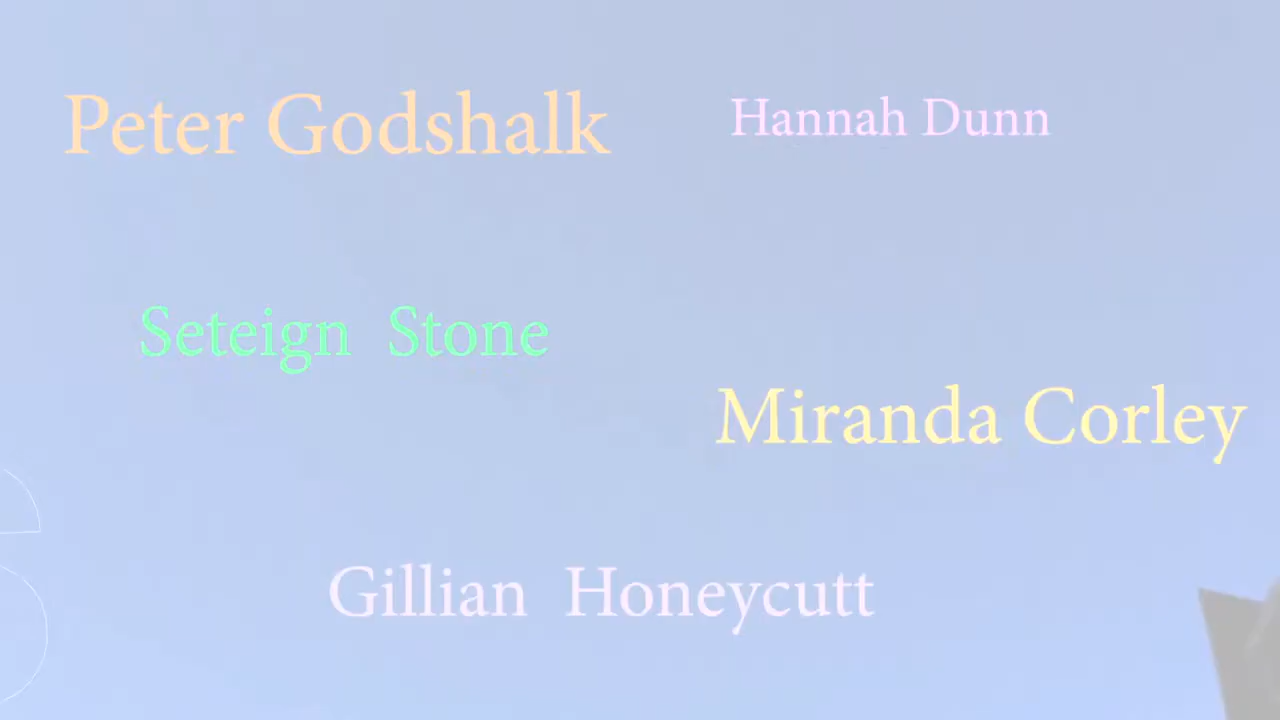 Peter Godshalk
Hannah Dunn
Seteign Stone
Miranda Corley
Gillian Honeycutt